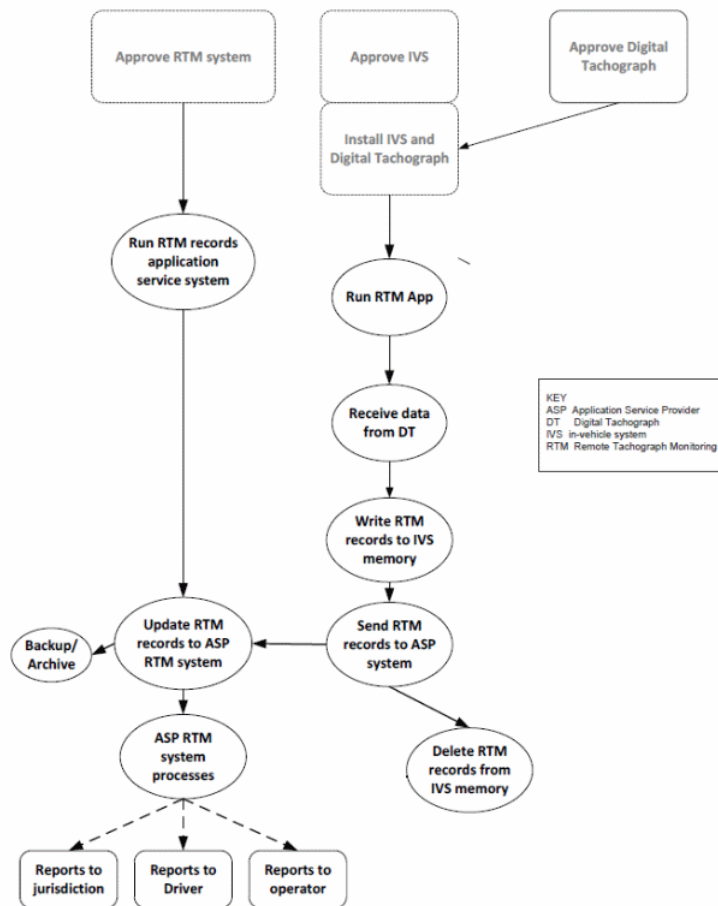 Approve RTM system
Approve IVS
Approve Digital
Tachograph
Install IVS and
Digital Tachograph
Run RTM records
application
service system
Run RTM App
Receive data
from DT
KEY
ASP Application Service Provider
DT Digital Tachograph
IVS in-vehicle system
RTM Remote Tachograph Monitoring
Write RTM
records to IVS
memory
Update RTM
records to ASP
RTM system
Send RTM
records to ASP
system
Backup/
Archive
ASP RTM
system
processes
Delete RTM
records from
IVS memory
Reports to
jurisdiction
Reports to
Driver
Reports to
operator